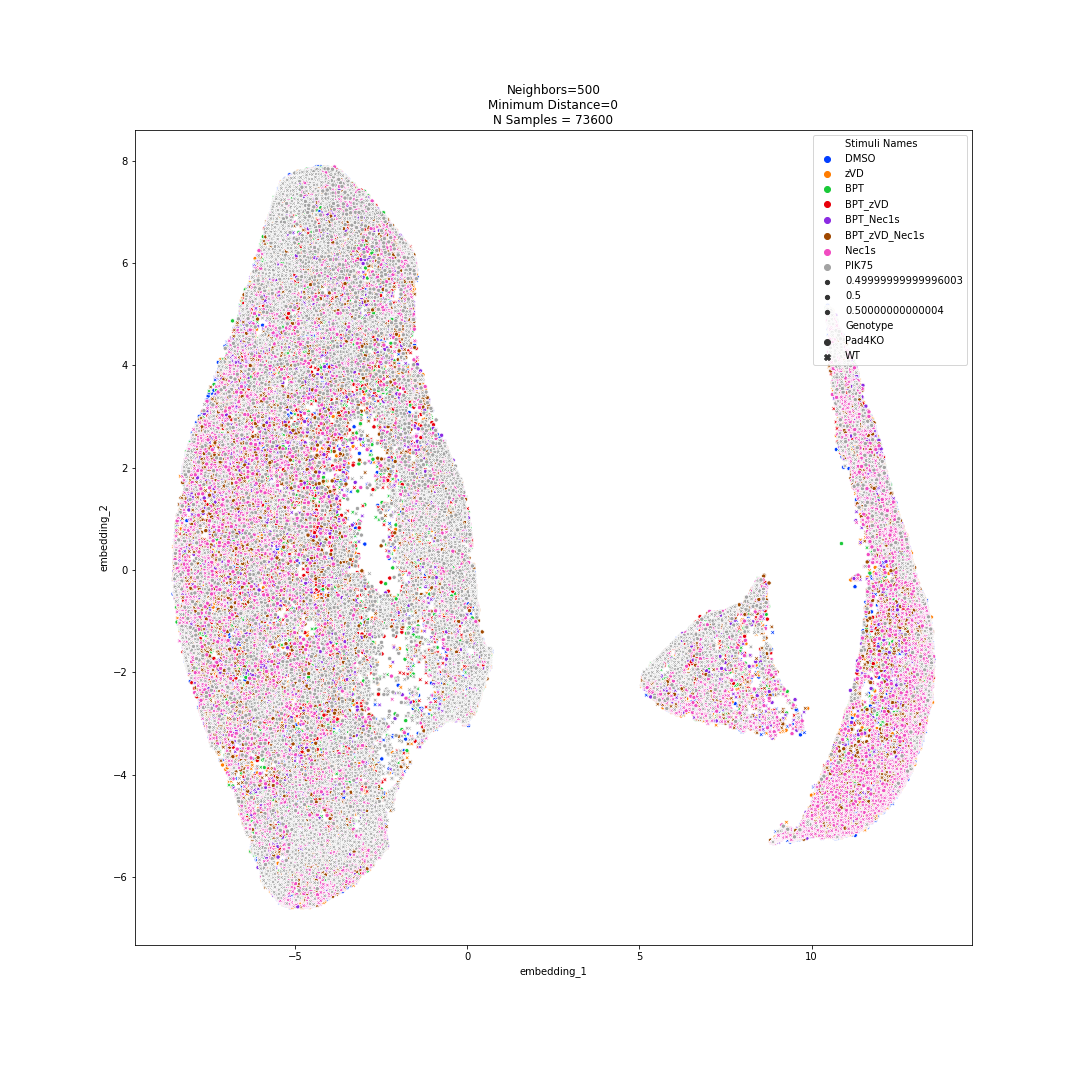 Neighbors=500
Minimum Distance=0
N Samples = 73600
Stimuli Names
DMSO
zVD
BPT
BPT_zVD
BPT_Nec1s
BPT_zVD_Nec1s
Nec1s
PIK75
0.49999999999996003
0.5
0.50000000000004
Genotype
Pad4KO
WT
8
6
4
2
0
−2
−4
−6
embedding_2
−5
0
5
10
embedding_1